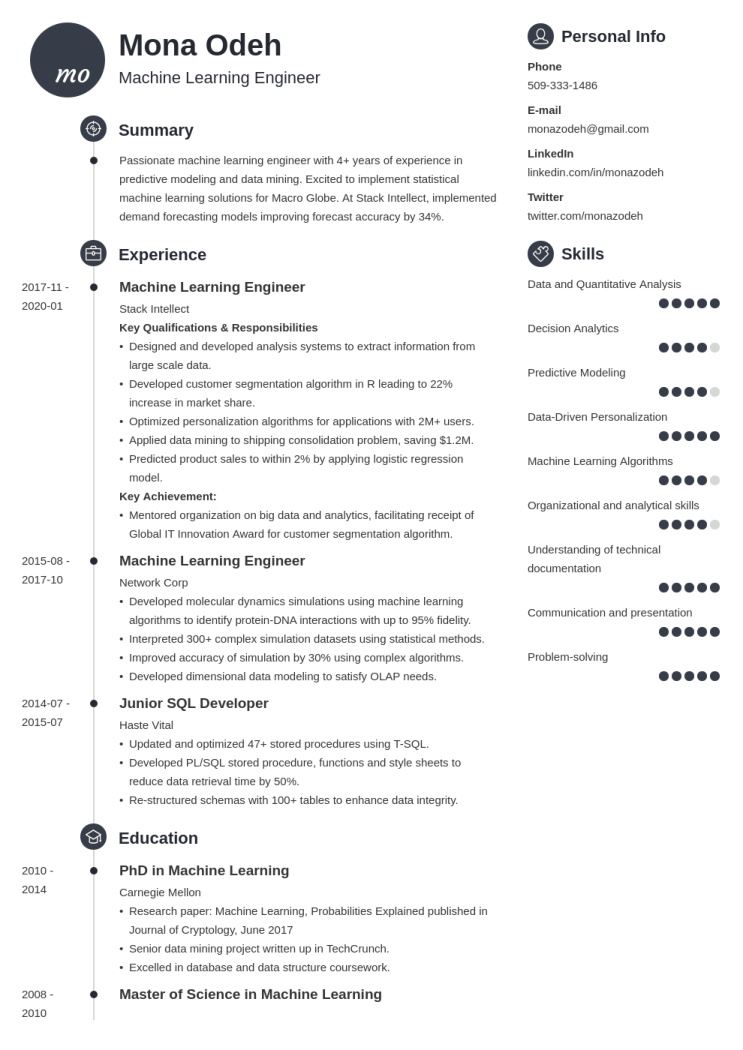 mo
Mona Odeh
Machine Learning Engineer
Summary
Passionate machine learning engineer with 4+ years of experience in
predictive modeling and data mining. Excited to implement statistical
machine learning solutions for Macro Globe. At Stack Intellect, implemented
demand forecasting models improving forecast accuracy by 34%.
Experience
2017-11 -
2020-01
Machine Learning Engineer
Stack Intellect
Key Qualifications & Responsibilities
• Designed and developed analysis systems to extract information from
large scale data.
• Developed customer segmentation algorithm in R leading to 22%
increase in market share.
• Optimized personalization algorithms for applications with 2M+ users.
• Applied data mining to shipping consolidation problem, saving $1.2M.
• Predicted product sales to within 2% by applying logistic regression
model.
Key Achievement:
• Mentored organization on big data and analytics, facilitating receipt of
Global IT Innovation Award for customer segmentation algorithm.
2015-08 -
2017-10
Machine Learning Engineer
Network Corp
• Developed molecular dynamics simulations using machine learning
algorithms to identify protein-DNA interactions with up to 95% fidelity.
• Interpreted 300+ complex simulation datasets using statistical methods.
• Improved accuracy of simulation by 30% using complex algorithms.
• Developed dimensional data modeling to satisfy OLAP needs.
2014-07 -
2015-07
Junior SQL Developer
Haste Vital
• Updated and optimized 47+ stored procedures using T-SQL.
• Developed PL/SQL stored procedure, functions and style sheets to
reduce data retrieval time by 50%.
• Re-structured schemas with 100+ tables to enhance data integrity.
Education
2010 -
2014
PhD in Machine Learning
Carnegie Mellon
• Research paper: Machine Learning, Probabilities Explained published in
Journal of Cryptology, June 2017
• Senior data mining project written up in TechCrunch.
• Excelled in database and data structure coursework.
2008 -
2010
Master of Science in Machine Learning
Personal Info
Phone
509-333-1486
E-mail
monazodeh@gmail.com
LinkedIn
linkedin.com/in/monazodeh
Twitter
twitter.com/monazodeh
Skills
Data and Quantitative Analysis
Decision Analytics
Predictive Modeling
Data-Driven Personalization
Machine Learning Algorithms
Organizational and analytical skills
Understanding of technical
documentation
Communication and presentation
Problem-solving